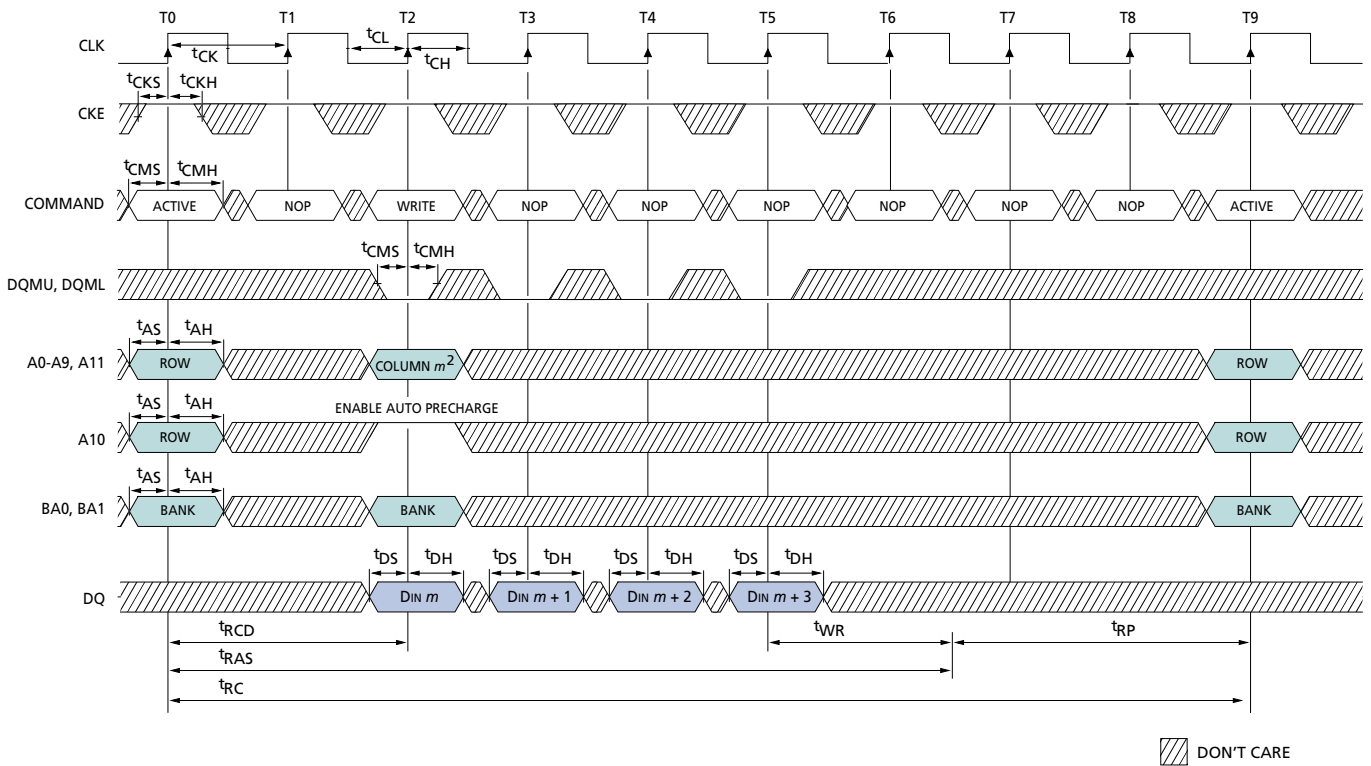 T0 T1 T2 T3 T4 T5 T6 T7 T8 T9
CLK
tCK tCL tCH
tCKS tCKH
CKE
tCMS tCMH
COMMAND ACTIVE NOP WRITE NOP NOP NOP NOP NOP NOP ACTIVE
tCMS tCMH
DQMU, DQML
tAS tAH
A0-A9, A11 ROW COLUMN m2 ROW
tAS tAH ENABLE AUTO PRECHARGE
A10 ROW ROW
tAS tAH
BA0, BA1 BANK BANK BANK
tDS tDH tDS tDH tDS tDH tDS tDH
DQ DIN m DIN m + 1 DIN m + 2 DIN m + 3
tRCD tWR tRP
tRAS
tRC
DON'T CARE